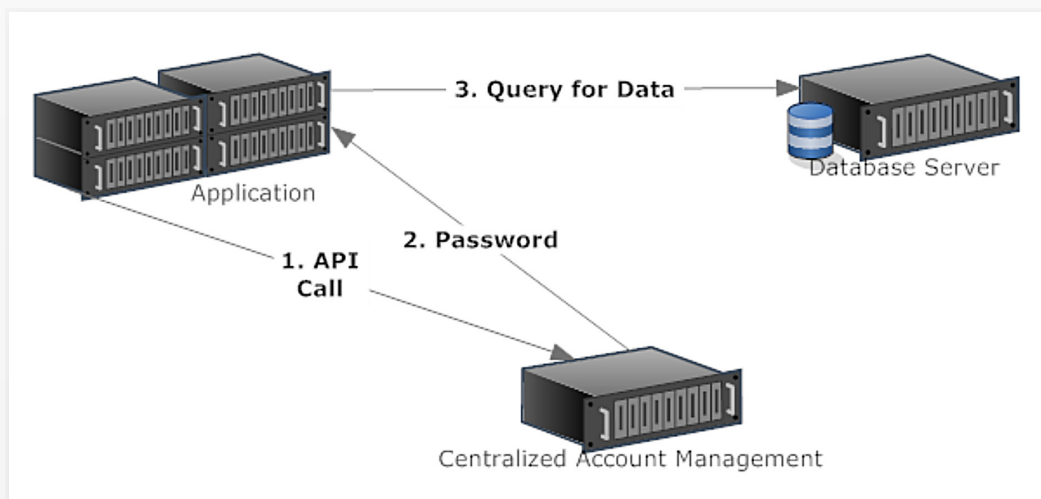 3. Query for Data
Database Server
Application
2. Password
1. API
Call
Centralized Account Management